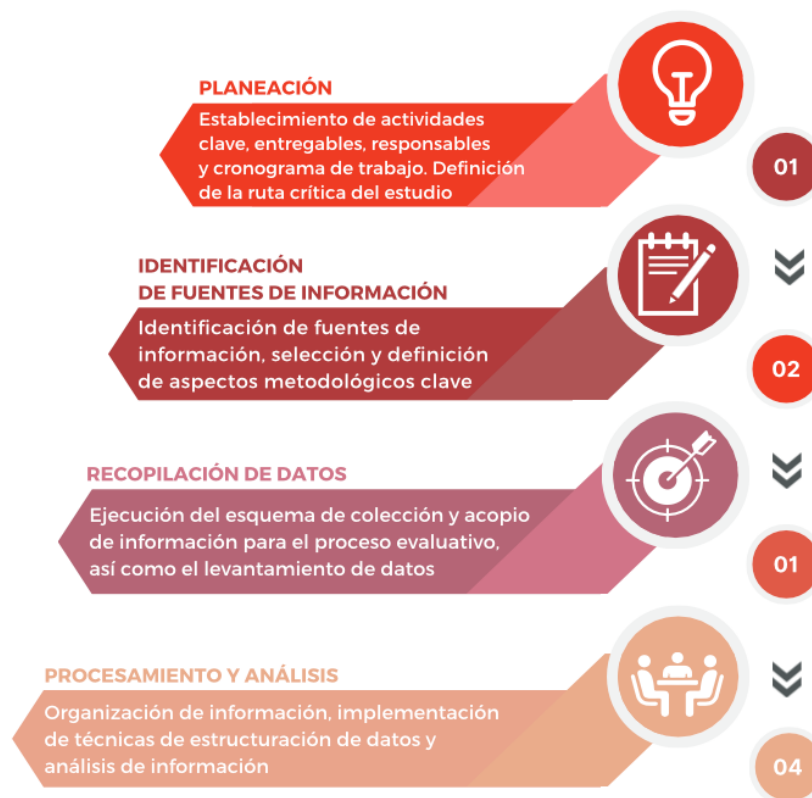 PLANEACIÓN
Establecimiento de actividades
clave, entregables, responsables
y cronograma de trabajo. Definición
de la ruta crítica del estudio
01
IDENTIFICACIÓN
DE FUENTES DE INFORMACIÓN
Identificación de fuentes de
información, selección y definición
de aspectos metodológicos clave
02
RECOPILACIÓN DE DATOS
Ejecución del esquema de colección y acopio
de información para el proceso evaluativo,
así como el levantamiento de datos
01
PROCESAMIENTO Y ANÁLISIS
Organización de información, implementación
de técnicas de estructuración de datos y
análisis de información
04